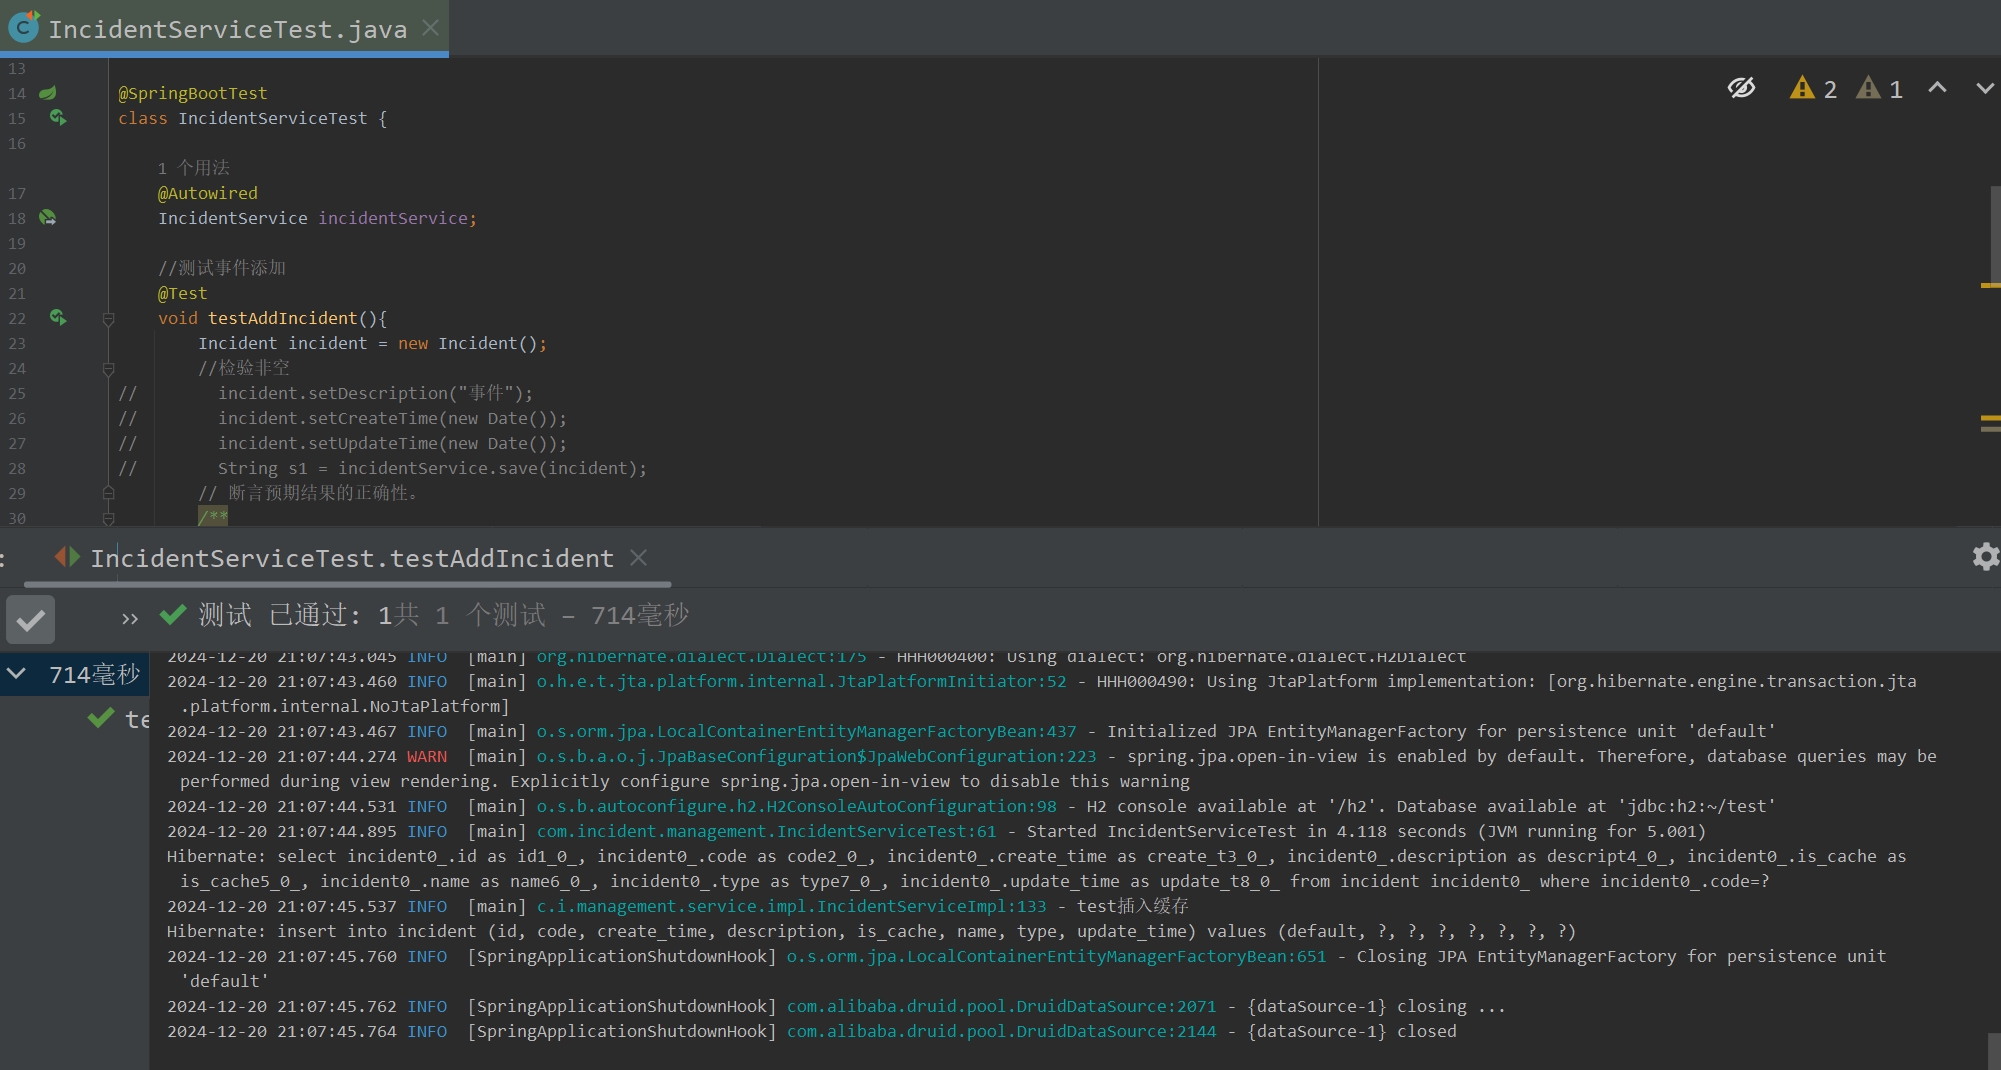 IncidentServiceTest.java
2 1
13
14 @SpringBootTest
15 class IncidentServiceTest {
16
1 个用法
17 @Autowired
18 IncidentService incidentService;
19
20 //测试事件添加
21 @Test
22 void testAddIncident(){
23 Incident incident = new Incident();
24 //检验非空
25 // incident.setDescription("事件");
26 // incident.setCreateTime(new Date());
27 // incident.setUpdateTime(new Date());
28 // String s1 = incidentService.save(incident);
29 // 断言预期结果的正确性。
30 /**
: IncidentServiceTest.testAddIncident
>> 测试 已通过: 1共 1 个测试 – 714毫秒
714毫秒
te
2024-12-20 21:07:43.045 INFO [main] org.hibernate.dialect.Dialect:175 - HHH000400: Using dialect: org.hibernate.dialect.H2Dialect
2024-12-20 21:07:43.460 INFO [main] o.h.e.t.jta.platform.internal.JtaPlatformInitiator:52 - HHH000490: Using JtaPlatform implementation: [org.hibernate.engine.transaction.jta
.platform.internal.NoJtaPlatform]
2024-12-20 21:07:43.467 INFO [main] o.s.orm.jpa.LocalContainerEntityManagerFactoryBean:437 - Initialized JPA EntityManagerFactory for persistence unit 'default'
2024-12-20 21:07:44.274 WARN [main] o.s.b.a.o.j.JpaBaseConfiguration$JpaWebConfiguration:223 - spring.jpa.open-in-view is enabled by default. Therefore, database queries may be
performed during view rendering. Explicitly configure spring.jpa.open-in-view to disable this warning
2024-12-20 21:07:44.531 INFO [main] o.s.b.autoconfigure.h2.H2ConsoleAutoConfiguration:98 - H2 console available at '/h2'. Database available at 'jdbc:h2:~/test'
2024-12-20 21:07:44.895 INFO [main] com.incident.management.IncidentServiceTest:61 - Started IncidentServiceTest in 4.118 seconds (JVM running for 5.001)
Hibernate: select incident0_.id as id1_0_, incident0_.code as code2_0_, incident0_.create_time as create_t3_0_, incident0_.description as descript4_0_, incident0_.is_cache as
is_cache5_0_, incident0_.name as name6_0_, incident0_.type as type7_0_, incident0_.update_time as update_t8_0_ from incident incident0_ where incident0_.code=?
2024-12-20 21:07:45.537 INFO [main] c.i.management.service.impl.IncidentServiceImpl:133 - test插入缓存
Hibernate: insert into incident (id, code, create_time, description, is_cache, name, type, update_time) values (default, ?, ?, ?, ?, ?, ?, ?)
2024-12-20 21:07:45.760 INFO [SpringApplicationShutdownHook] o.s.orm.jpa.LocalContainerEntityManagerFactoryBean:651 - Closing JPA EntityManagerFactory for persistence unit
'default'
2024-12-20 21:07:45.762 INFO [SpringApplicationShutdownHook] com.alibaba.druid.pool.DruidDataSource:2071 - {dataSource-1} closing ...
2024-12-20 21:07:45.764 INFO [SpringApplicationShutdownHook] com.alibaba.druid.pool.DruidDataSource:2144 - {dataSource-1} closed